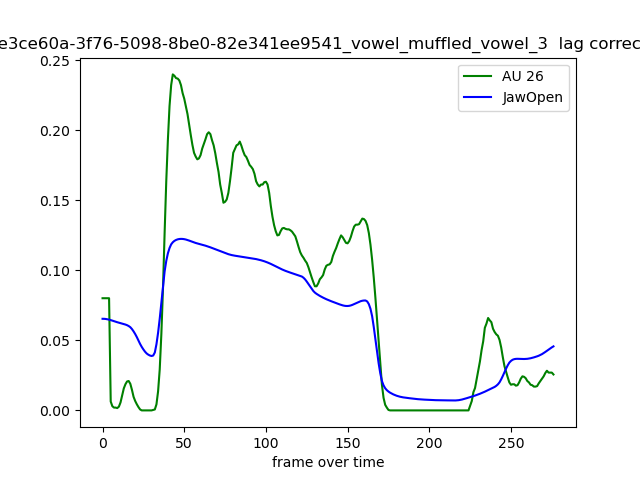 e3ce60a-3f76-5098-8be0-82e341ee9541_vowel_muffled_vowel_3  lag correc
0.25
0.20
0.15
0.10
0.05
0.00
AU 26
JawOpen
0 50 100 150 200 250
frame over time